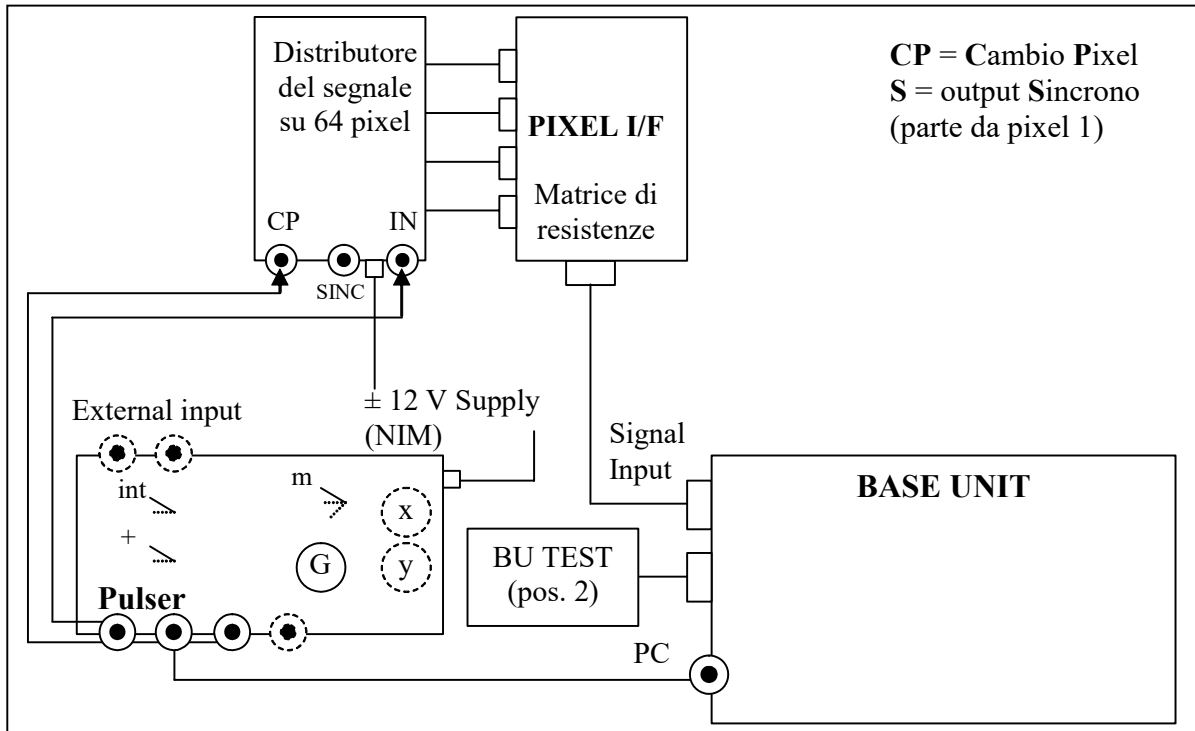 Distributore
del segnale
su 64 pixel
CP
IN
SINC
PIXEL I/F
Matrice di
resistenze
CP = Cambio Pixel
S = output Sincrono
(parte da pixel 1)
± 12 V Supply
(NIM)
External input
int
+
m
x
y
G
Pulser
Signal
Input
BASE UNIT
BU TEST
(pos. 2)
PC